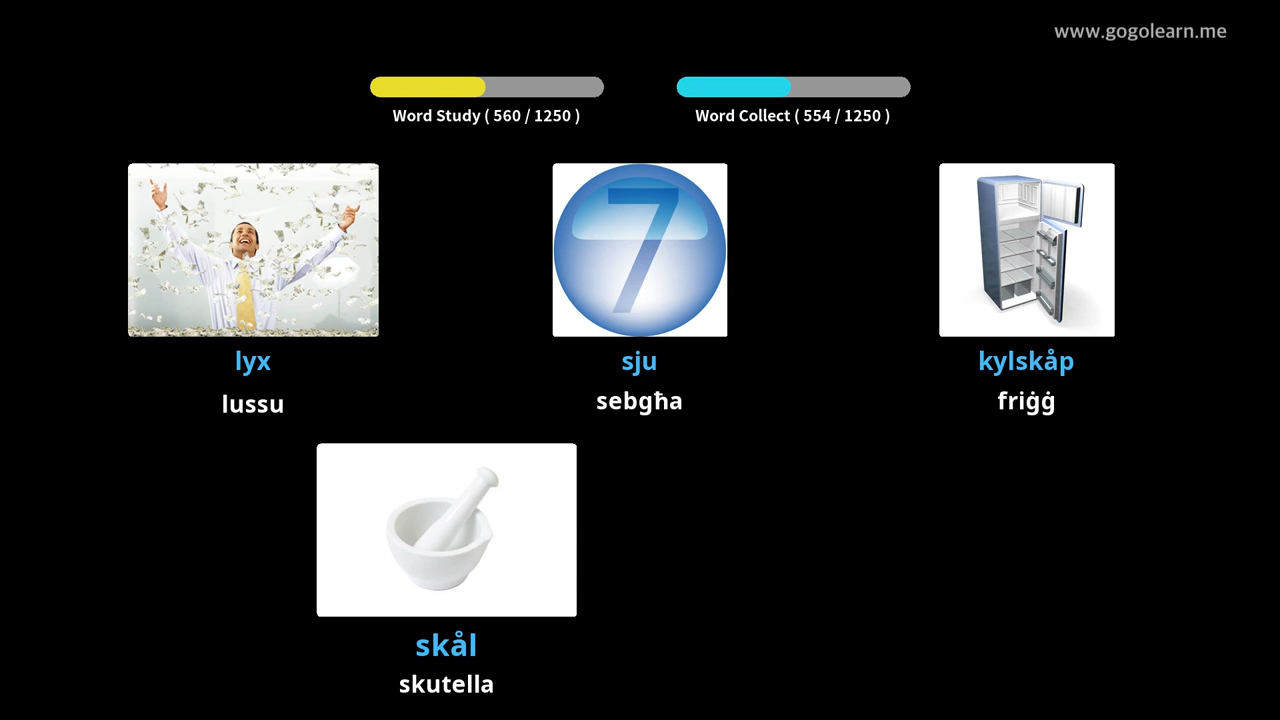 www.gogolearn.me
Word Study ( 560 / 1250 )
Word Collect ( 554 / 1250 )
7
lyx
sju
kylskåp
lussu
sebgħa
friġġ
skål
skutella